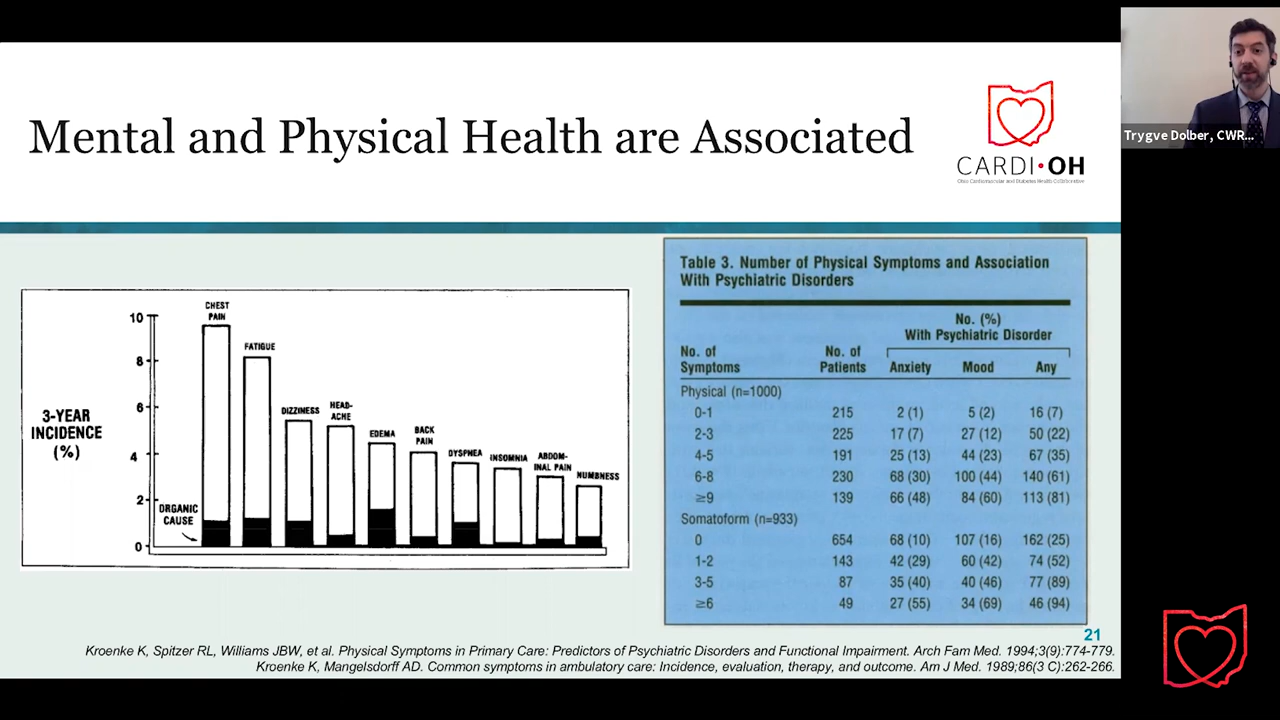 Mental and Physical Health are Associated
CARDI•OH
Ohio Cardiovascular and Diabetes Health Collaborative
Trygve Dolber, CWR...
3-YEAR
INCIDENCE
(%)
10
8
6
4
2
0
ORGANIC
CAUSE
CHEST
PAIN
FATIGUE
DIZZINESS
HEAD-
ACHE
EDEMA
BACK
PAIN
DYSPNEA
INSOMNIA
ABDOM-
INAL PAIN
NUMBNESS
Table 3. Number of Physical Symptoms and Association
With Psychiatric Disorders
No. (%)
With Psychiatric Disorder
No. of
Symptoms
No. of
Patients
Anxiety Mood Any
Physical (n=1000)
0-1 215 2 (1) 5 (2) 16 (7)
2-3 225 17 (7) 27 (12) 50 (22)
4-5 191 25 (13) 44 (23) 67 (35)
6-8 230 68 (30) 100 (44) 140 (61)
≥9 139 66 (48) 84 (60) 113 (81)
Somatoform (n=933)
0 654 68 (10) 107 (16) 162 (25)
1-2 143 42 (29) 60 (42) 74 (52)
3-5 87 35 (40) 40 (46) 77 (89)
≥6 49 27 (55) 34 (69) 46 (94)
21
Kroenke K, Spitzer RL, Williams JBW, et al. Physical Symptoms in Primary Care: Predictors of Psychiatric Disorders and Functional Impairment. Arch Fam Med. 1994;3(9):774-779.
Kroenke K, Mangelsdorff AD. Common symptoms in ambulatory care: Incidence, evaluation, therapy, and outcome. Am J Med. 1989;86(3 C):262-266.